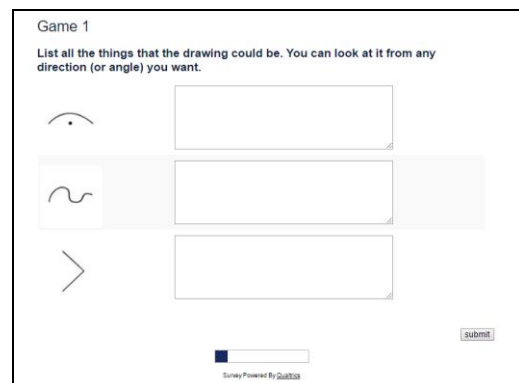 Game 1
List all the things that the drawing could be. You can look at it from any
direction (or angle) you want.
submit
Survey Powered By Qualtrics